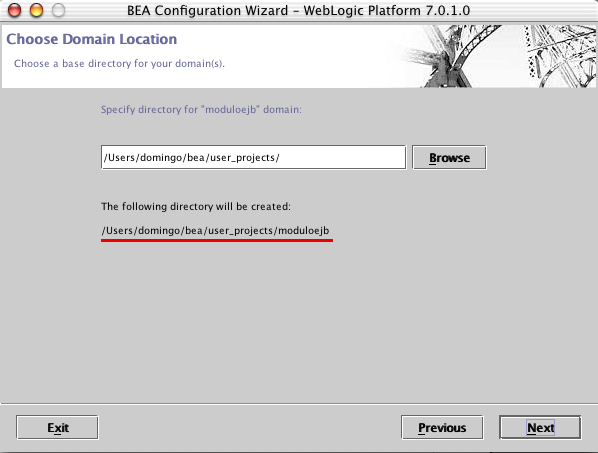 BEA Configuration Wizard – WebLogic Platform 7.0.1.0
Choose Domain Location
Choose a base directory for your domain(s).
Specify directory for "moduloejb" domain:
/Users/domingo/bea/user_projects/
Browse
The following directory will be created:
/Users/domingo/bea/user_projects/moduloejb
Exit
Previous
Next